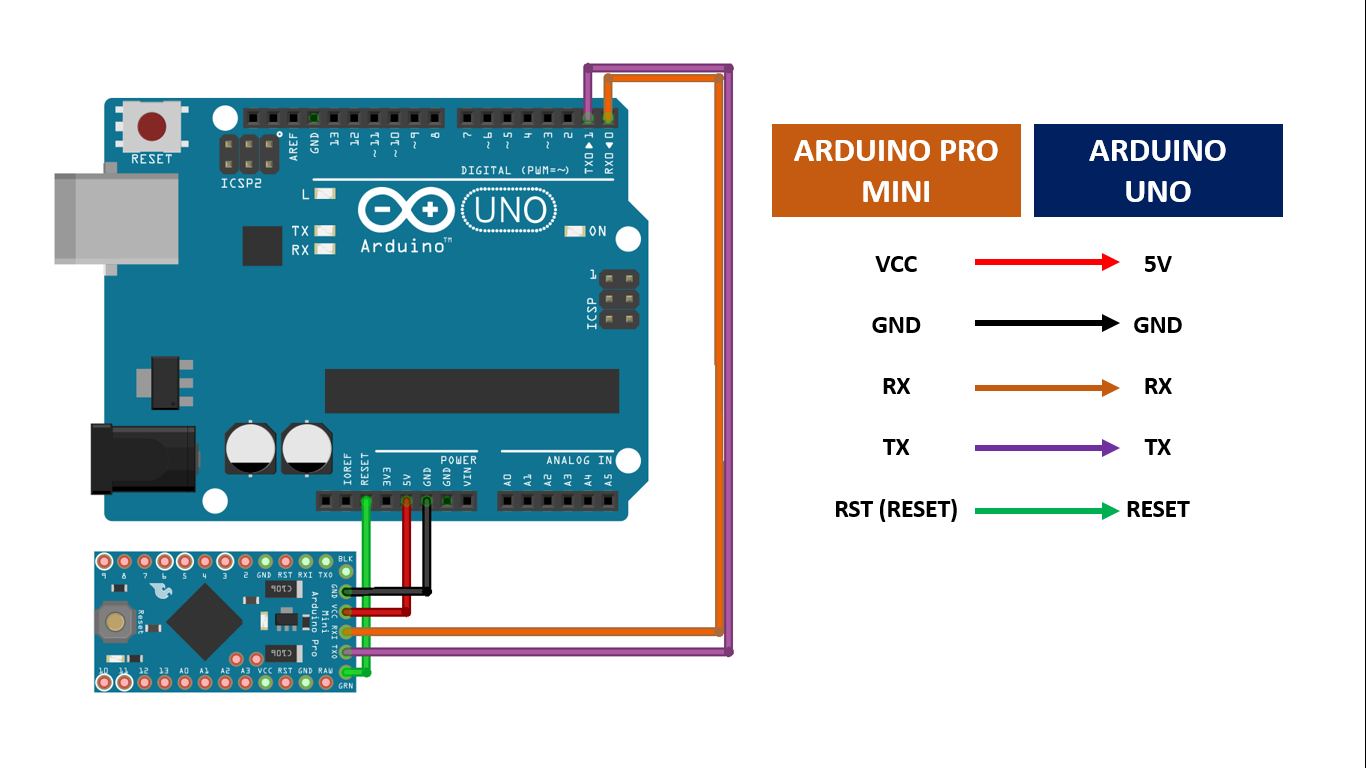 RESET
ICSP2
AREF
GND
13
12
~11
~10
~9
8
7
~6
~5
4
~3
2
TX0 ▶ 1
RX0 ◀ 0
DIGITAL (PWM=~)
L
TX
RX
UNO
Arduino™
ON
1
ICSP
IOREF
RESET
3V3
5V
GND
GND
VIN
POWER
ANALOG IN
A0
A1
A2
A3
A4
A5
9 8 7 6 5 4 3 2 GND RST RXI TXO
BLK
GND
VCC
RXI
TXO
GRN
Reset
Arduino Pro
Mini
C706
C706
10 11 12 13 A0 A1 A2 A3 VCC RST GND RAW
ARDUINO PRO
MINI
ARDUINO
UNO
VCC 5V
GND GND
RX RX
TX TX
RST (RESET) RESET